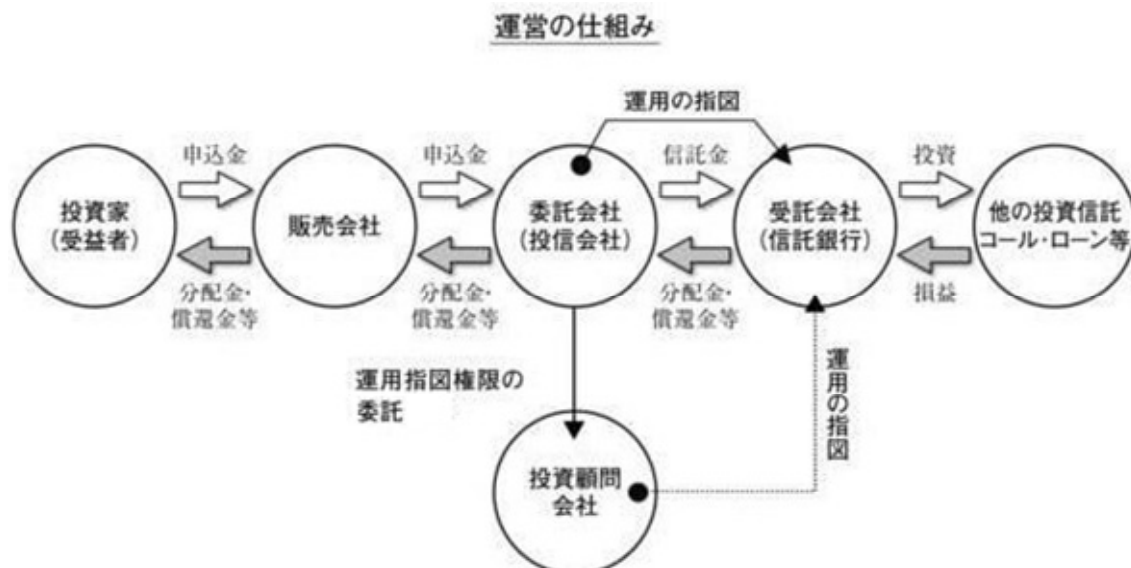 運営の仕組み
運用の指図
申込金
申込金
信託金
投資
投資家
(受益者)
販売会社
委託会社
(投信会社)
受託会社
(信託銀行)
他の投資信託
コール・ローン等
分配金・
償還金等
分配金・
償還金等
分配金・
償還金等
損益
運用指図権限の
委託
運用の指図
投資顧問
会社